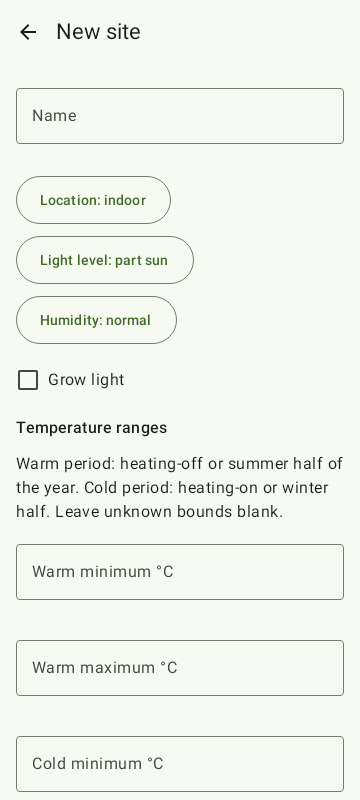 New site
Name
Location: indoor
Light level: part sun
Humidity: normal
Grow light
Temperature ranges
Warm period: heating-off or summer half of
the year. Cold period: heating-on or winter
half. Leave unknown bounds blank.
Warm minimum °C
Warm maximum °C
Cold minimum °C